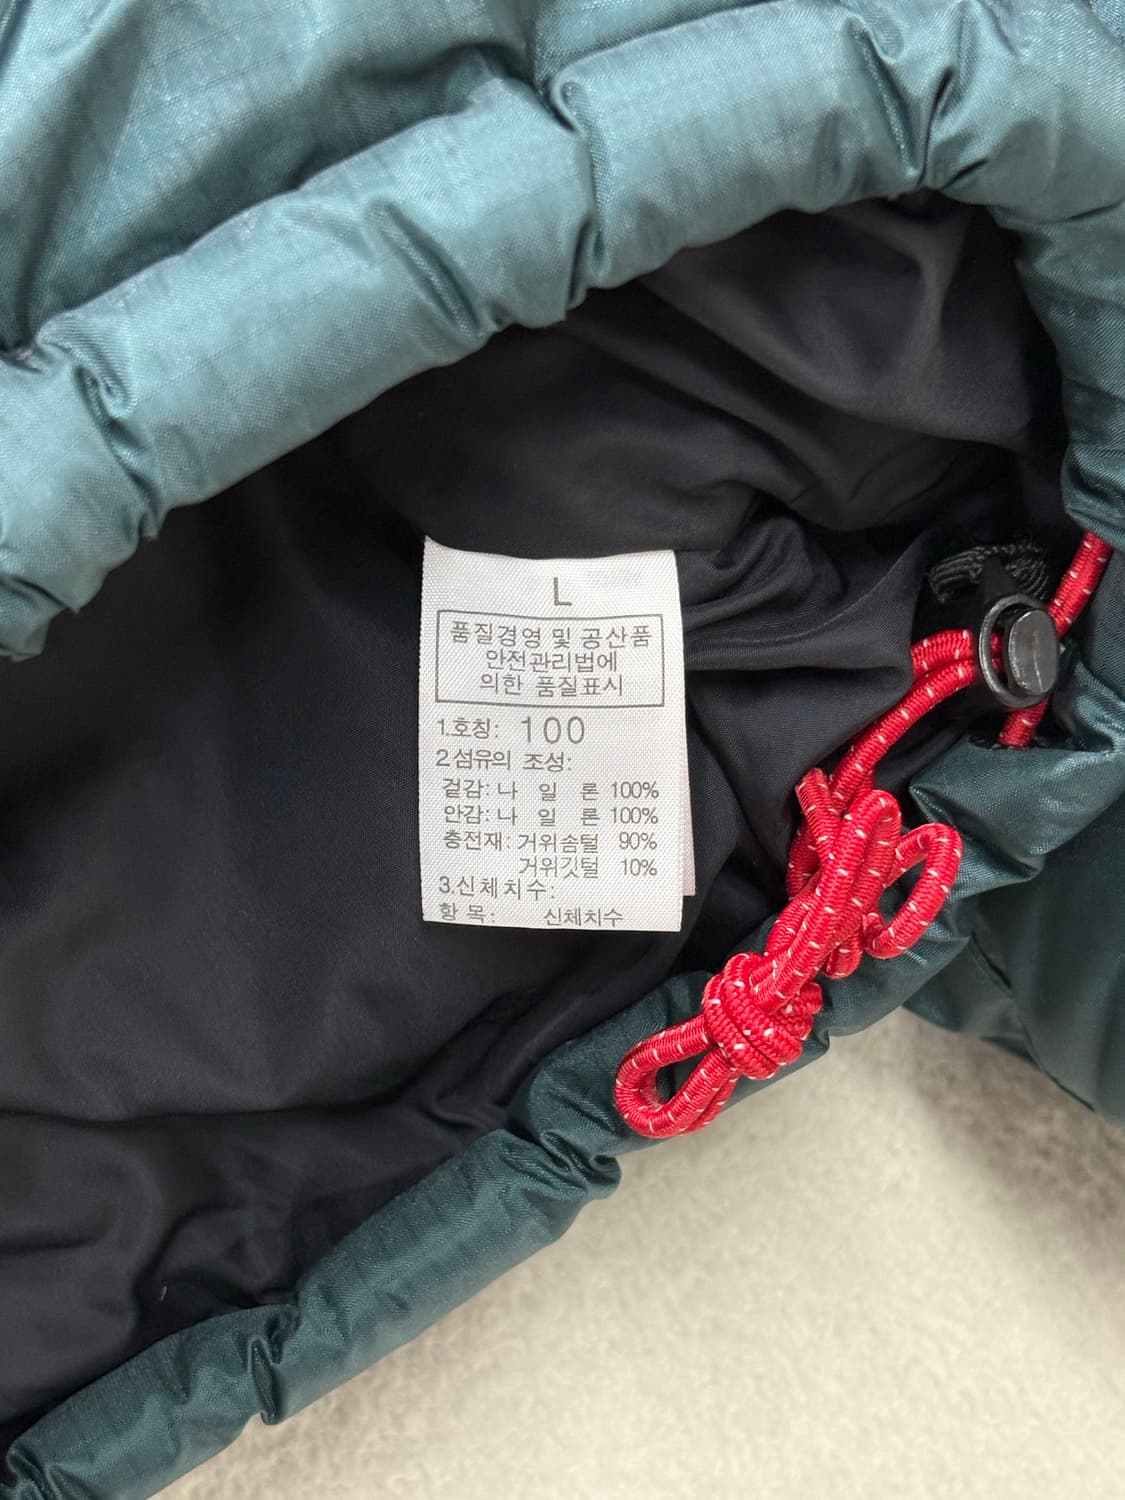 L
품질경영 및 공산품
안전관리법에
의한 품질표시
1.호칭: 100
2.섬유의 조성:
겉감: 나 일 론 100%
안감: 나 일 론 100%
충전재: 거위솜털 90%
거위깃털 10%
3.신체치수:
항 목: 신체치수